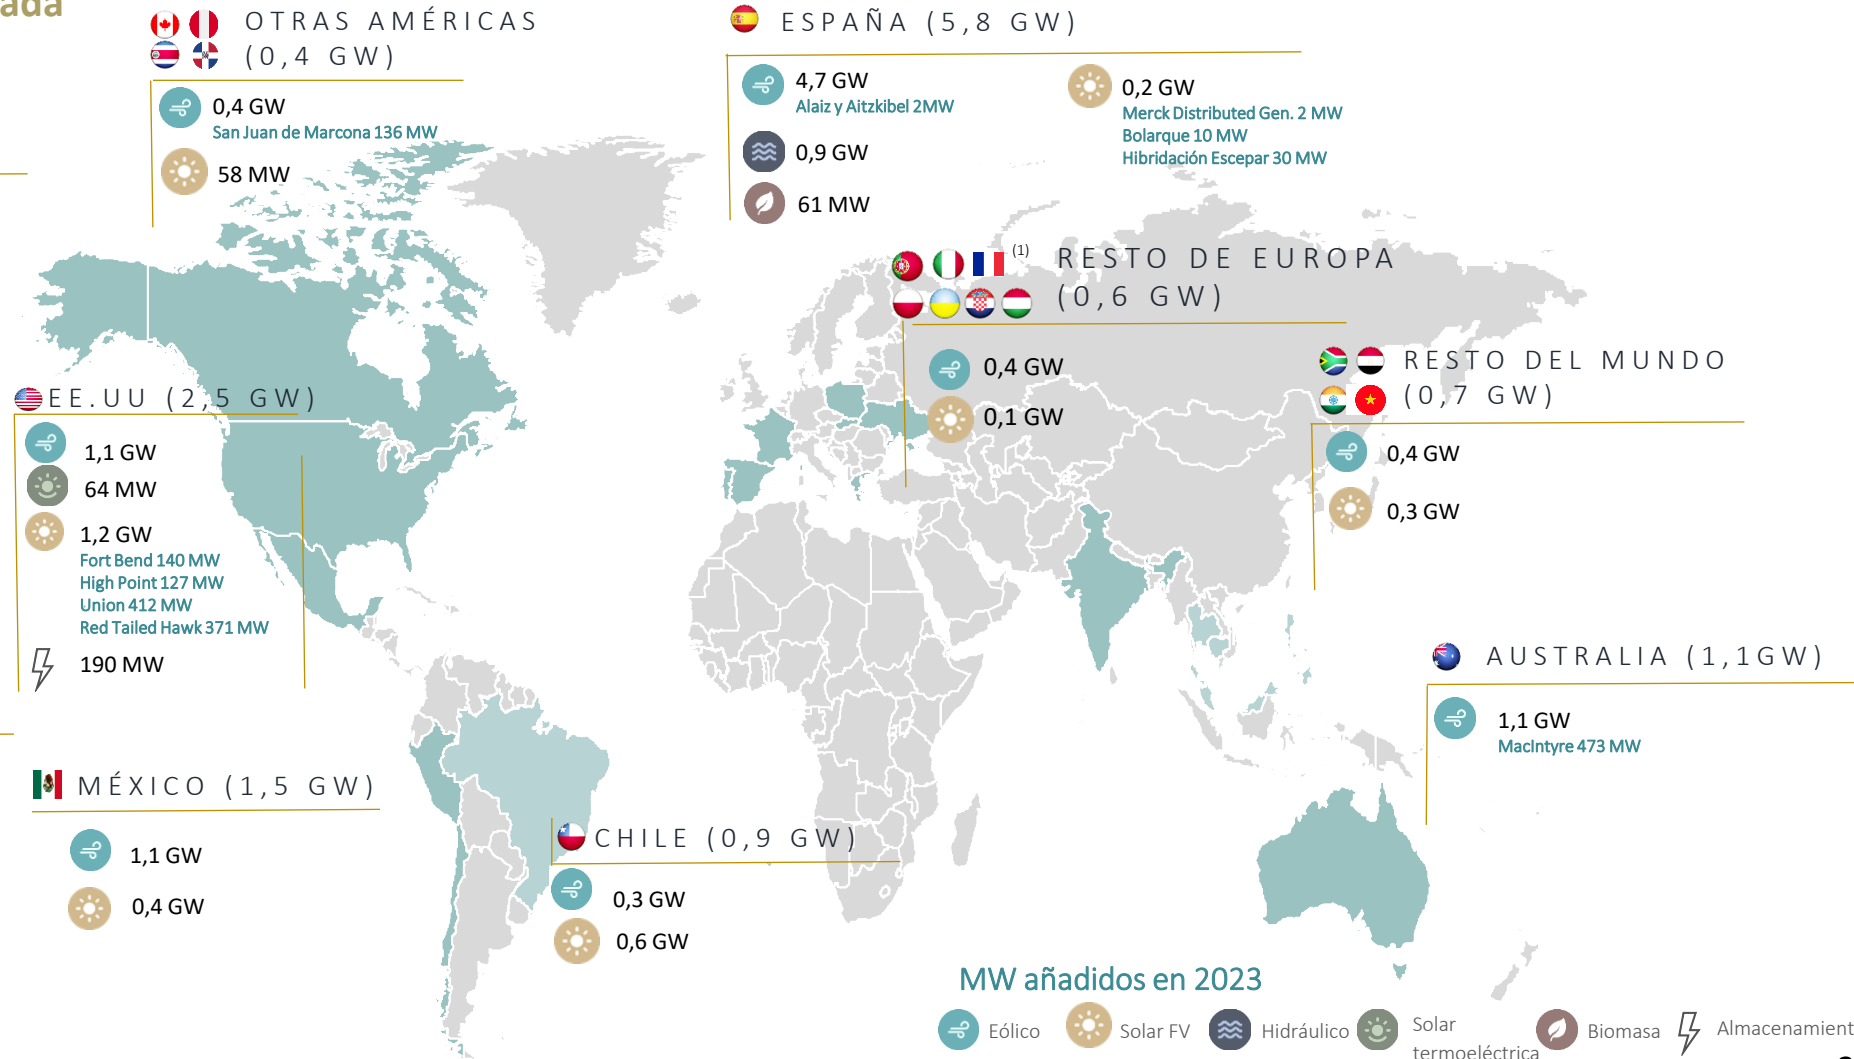 ada
OTRAS AMÉRICAS
(0,4 GW)
0,4 GW
San Juan de Marcona 136 MW
58 MW
ESPAÑA (5,8 GW)
4,7 GW
Alaiz y Aitzkibel 2MW
0,9 GW
61 MW
0,2 GW
Merck Distributed Gen. 2 MW
Bolarque 10 MW
Hibridación Escepar 30 MW
(1)
RESTO DE EUROPA
(0,6 GW)
0,4 GW
0,1 GW
RESTO DEL MUNDO
(0,7 GW)
0,4 GW
0,3 GW
EE.UU (2,5 GW)
1,1 GW
64 MW
1,2 GW
Fort Bend 140 MW
High Point 127 MW
Union 412 MW
Red Tailed Hawk 371 MW
190 MW
AUSTRALIA (1,1GW)
1,1 GW
MacIntyre 473 MW
MÉXICO (1,5 GW)
1,1 GW
0,4 GW
CHILE (0,9 GW)
0,3 GW
0,6 GW
MW añadidos en 2023
Eólico
Solar FV
Hidráulico
Solar
termoeléctrica
Biomasa
Almacenamient